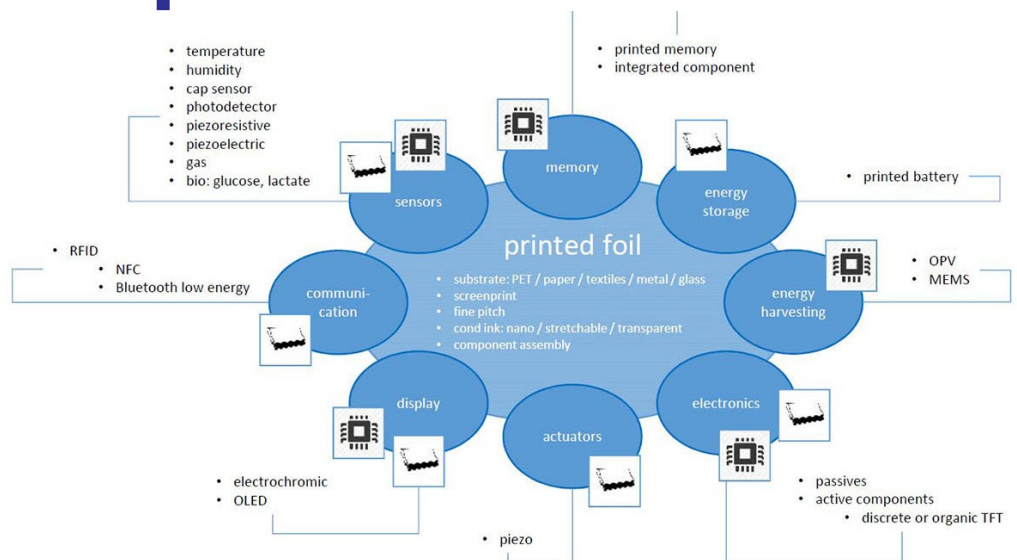 temperature
humidity
cap sensor
photodetector
piezoresistive
piezoelectric
gas
bio: glucose, lactate
printed memory
integrated component
memory
sensors
energy
storage
printed battery
printed foil
substrate: PET / paper / textiles / metal / glass
screenprint
fine pitch
cond ink: nano / stretchable / transparent
component assembly
RFID
NFC
Bluetooth low energy
communi-
cation
energy
harvesting
OPV
MEMS
display
actuators
electronics
electrochromic
OLED
piezo
passives
active components
discrete or organic TFT